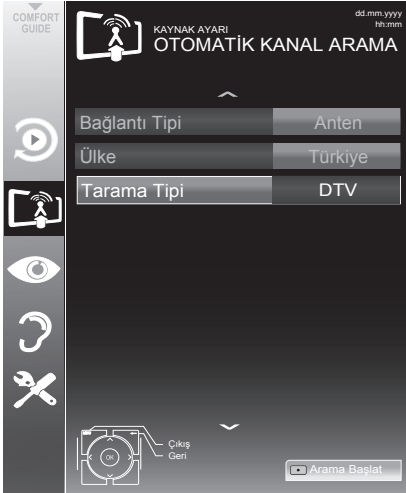 COMFORT
GUIDE
dd.mm.yyyy
hh:mm
KAYNAK AYARI
OTOMATİK KANAL ARAMA
Bağlantı Tipi Anten
Ülke Türkiye
Tarama Tipi DTV
OK
Çıkış
Geri
Arama Başlat